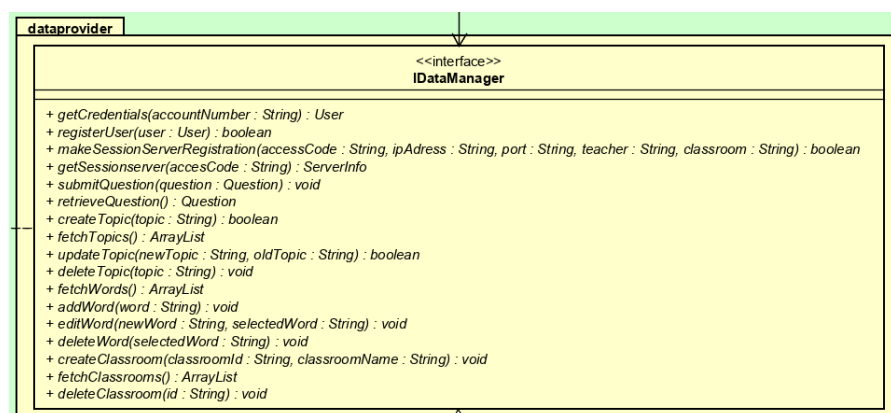 dataprovider
<<interface>>
IDataManager
+ getCredentials(accountNumber : String) : User
+ registerUser(user : User) : boolean
+ makeSessionServerRegistration(accessCode : String, ipAdress : String, port : String, teacher : String, classroom : String) : boolean
+ getSessionserver(accesCode : String) : ServerInfo
+ submitQuestion(question : Question) : void
+ retrieveQuestion() : Question
+ createTopic(topic : String) : boolean
+ fetchTopics() : ArrayList
+ updateTopic(newTopic : String, oldTopic : String) : boolean
+ deleteTopic(topic : String) : void
+ fetchWords() : ArrayList
+ addWord(word : String) : void
+ editWord(newWord : String, selectedWord : String) : void
+ deleteWord(selectedWord : String) : void
+ createClassroom(classroomId : String, classroomName : String) : void
+ fetchClassrooms() : ArrayList
+ deleteClassroom(id : String) : void